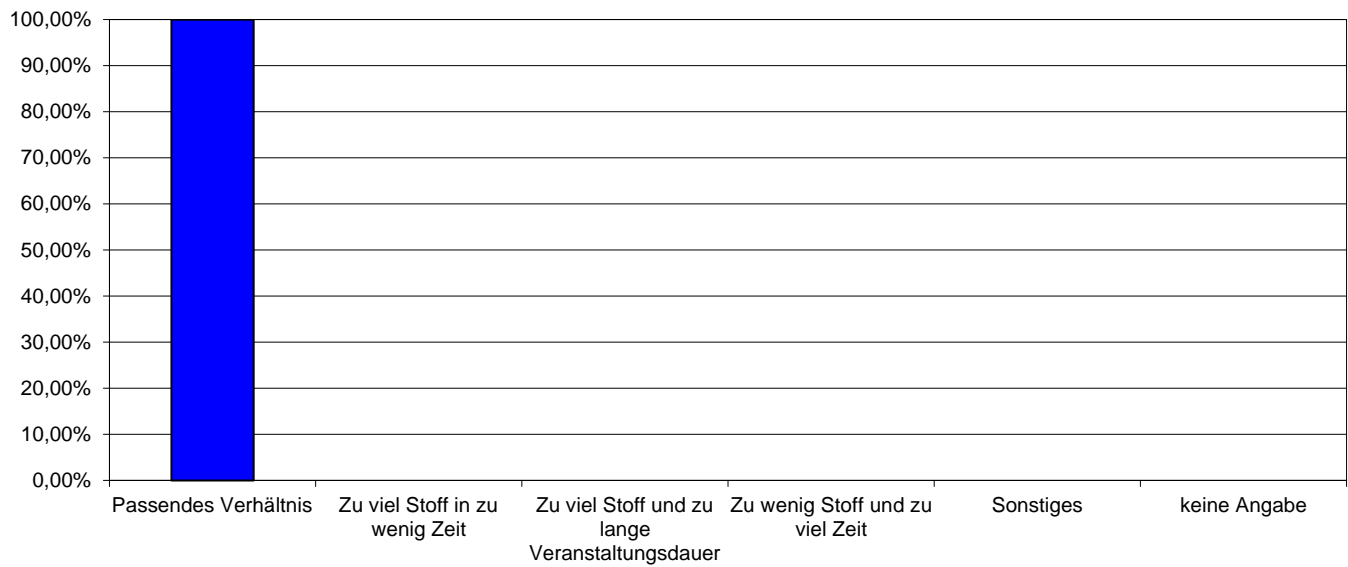 100,00%
90,00%
80,00%
70,00%
60,00%
50,00%
40,00%
30,00%
20,00%
10,00%
0,00%
Passendes Verhältnis
Zu viel Stoff in zu
wenig Zeit
Zu viel Stoff und zu
lange
Veranstaltungsdauer
Zu wenig Stoff und zu
viel Zeit
Sonstiges
keine Angabe